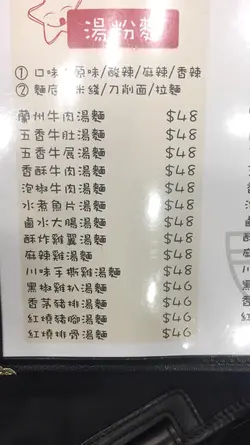 湯粉麵
① 口味：原味/酸辣/麻辣/香辣
② 麵底：米綫/刀削面/拉麵
蘭州牛肉湯麵 $48
五香牛肚湯麵 $48
五香牛展湯麵 $48
香酥牛肉湯麵 $48
泡椒牛肉湯麵 $48
水煮魚片湯麵 $48
鹵水大腸湯麵 $48
酥炸雞翼湯麵 $48
麻辣雞湯麵 $48
川味手撕雞湯麵 $48
黑椒雞扒湯麵 $46
香茅豬排湯麵 $46
紅燒豬腳湯麵 $46
紅燒排骨湯麵 $46